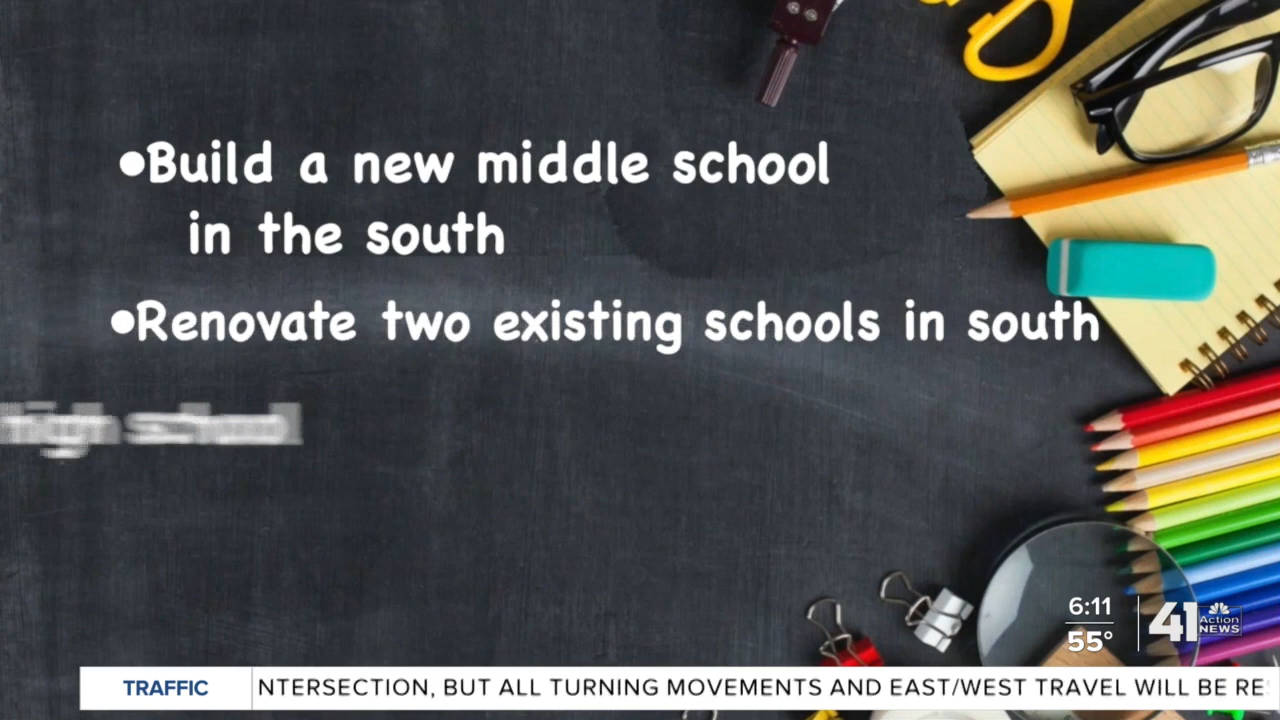 •Build a new middle school
in the south
•Renovate two existing schools in south
high school
6:11
55°
41 Action
NEWS
TRAFFIC NTERSECTION, BUT ALL TURNING MOVEMENTS AND EAST/WEST TRAVEL WILL BE RE